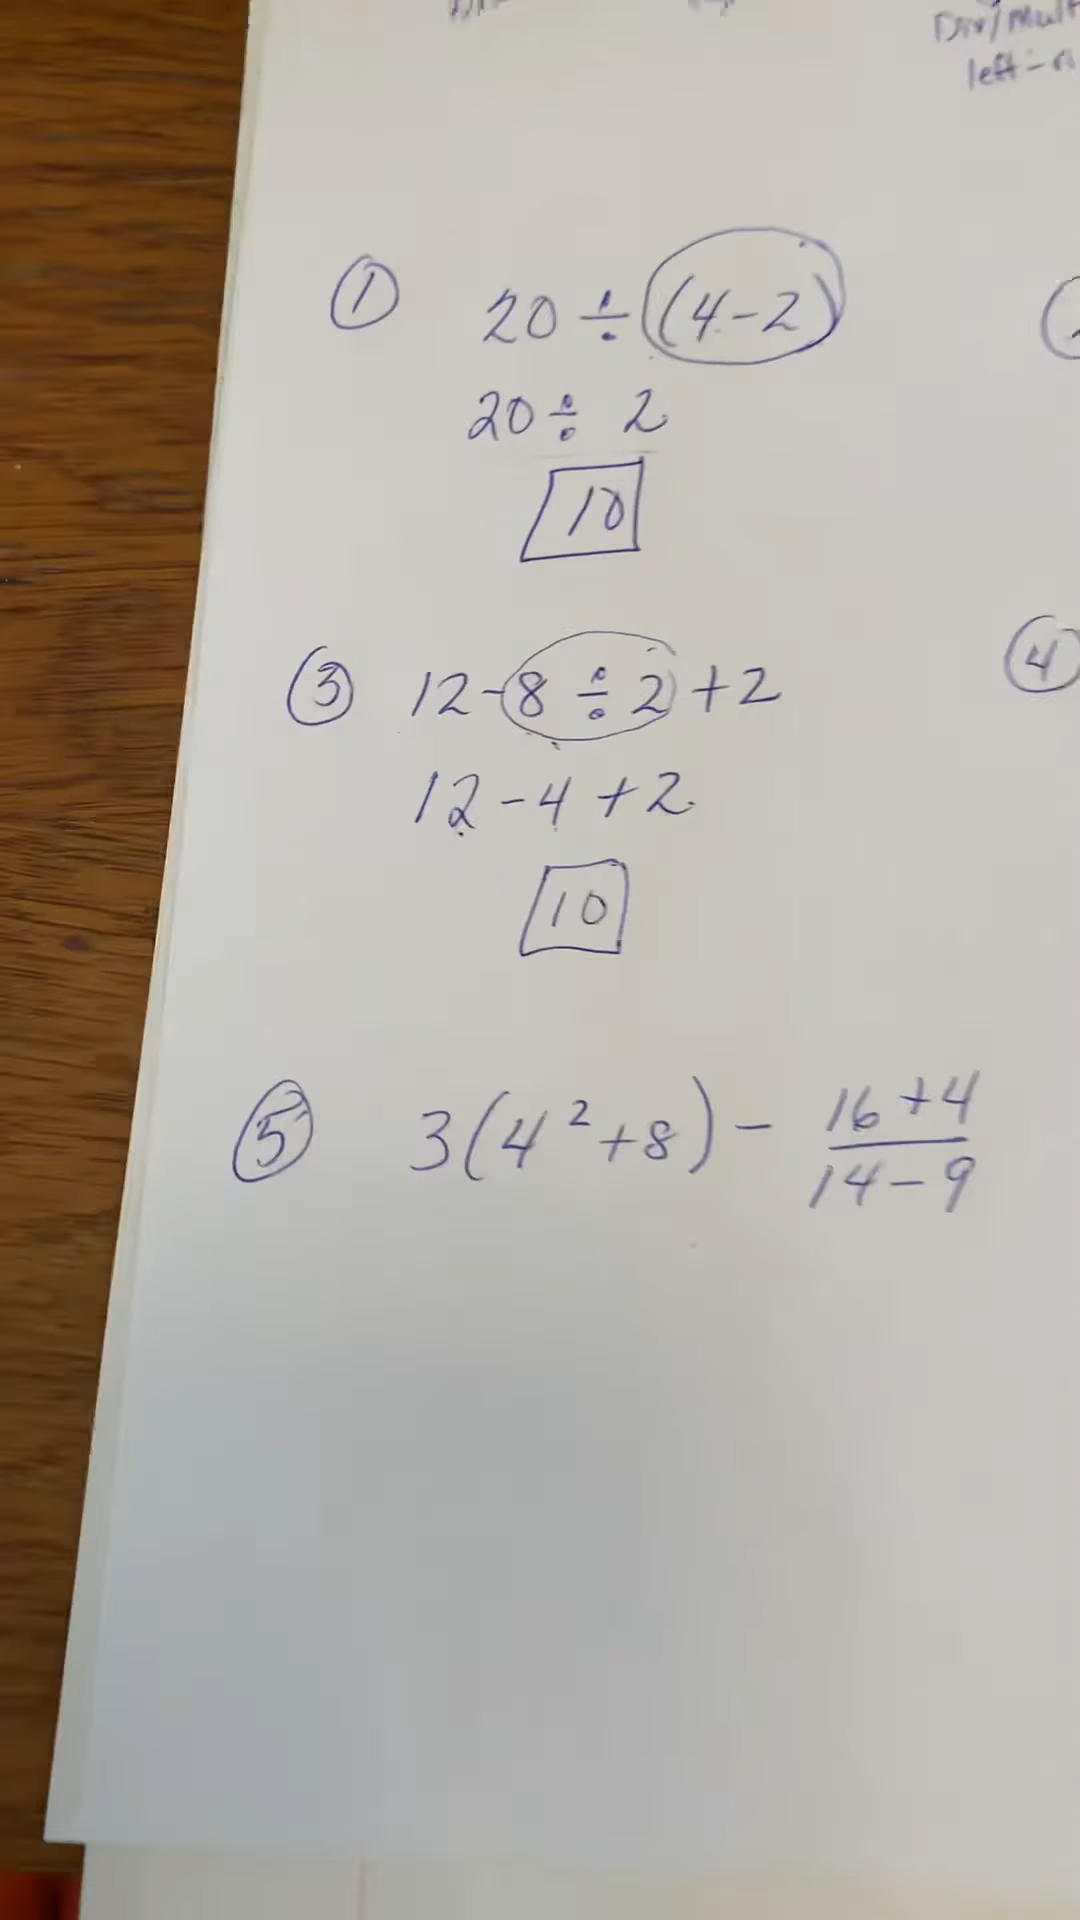 Div/Mult
left-
① 20 ÷ (4-2)
20 ÷ 2
10
③ 12-8 ÷ 2 +2
12-4 +2
10
④
⑤ 3(4²+8) - (16+4)/(14-9)